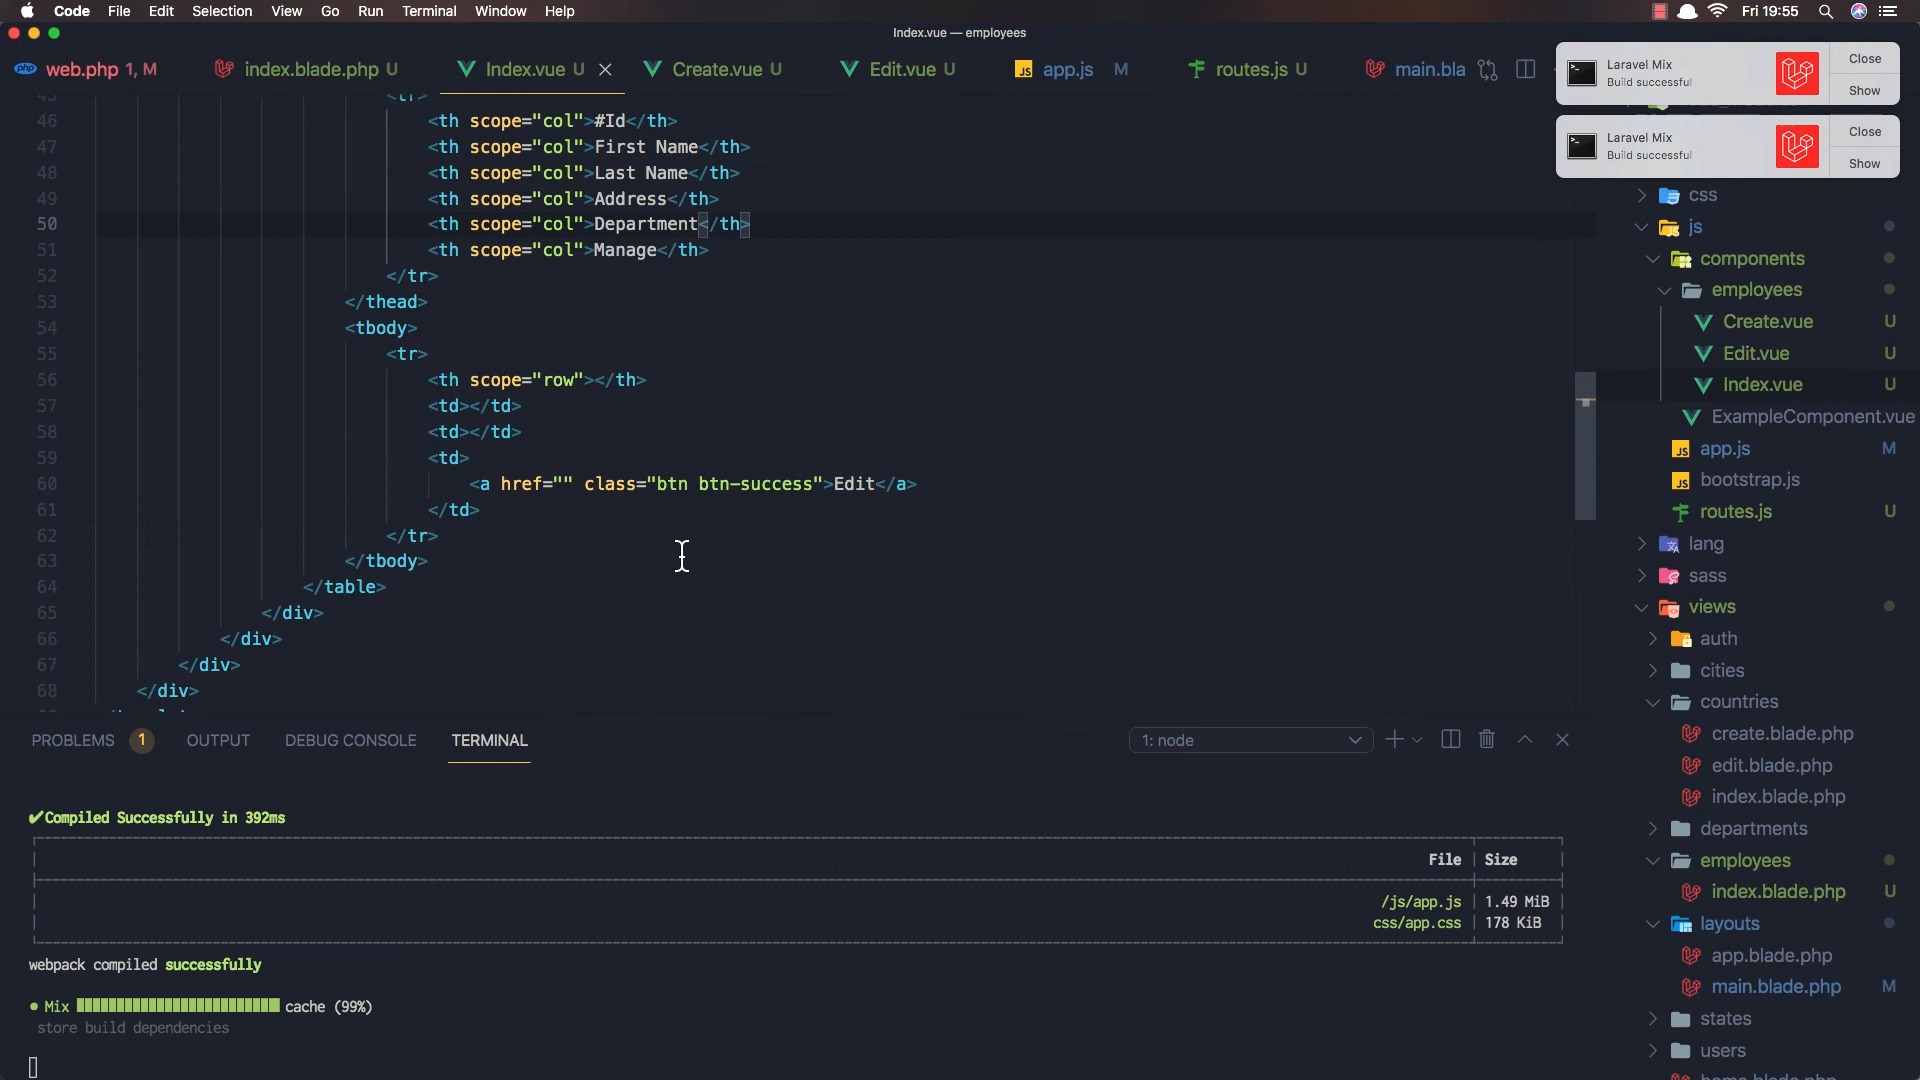 Code File Edit Selection View Go Run Terminal Window Help Fri 19:55
Index.vue — employees
web.php 1, M index.blade.php U Index.vue U Create.vue U Edit.vue U app.js M routes.js U main.bla
Laravel Mix
Build successful
Close
Show
Laravel Mix
Build successful
Close
Show
46 <th scope="col">#Id</th>
47 <th scope="col">First Name</th>
48 <th scope="col">Last Name</th>
49 <th scope="col">Address</th>
50 <th scope="col">Department</th>
51 <th scope="col">Manage</th>
52 </tr>
53 </thead>
54 <tbody>
55 <tr>
56 <th scope="row"></th>
57 <td></td>
58 <td></td>
59 <td>
60 <a href="" class="btn btn-success">Edit</a>
61 </td>
62 </tr>
63 </tbody>
64 </table>
65 </div>
66 </div>
67 </div>
68 </div>
css
js
components
employees
Create.vue U
Edit.vue U
Index.vue U
ExampleComponent.vue
app.js M
bootstrap.js
routes.js U
lang
sass
views
auth
cities
countries
create.blade.php
edit.blade.php
index.blade.php
departments
employees
index.blade.php U
layouts
app.blade.php
main.blade.php M
states
users
PROBLEMS 1 OUTPUT DEBUG CONSOLE TERMINAL 1: node
✔Compiled Successfully in 392ms
File Size
/js/app.js 1.49 MiB
css/app.css 178 KiB
webpack compiled successfully
● Mix cache (99%)
store build dependencies